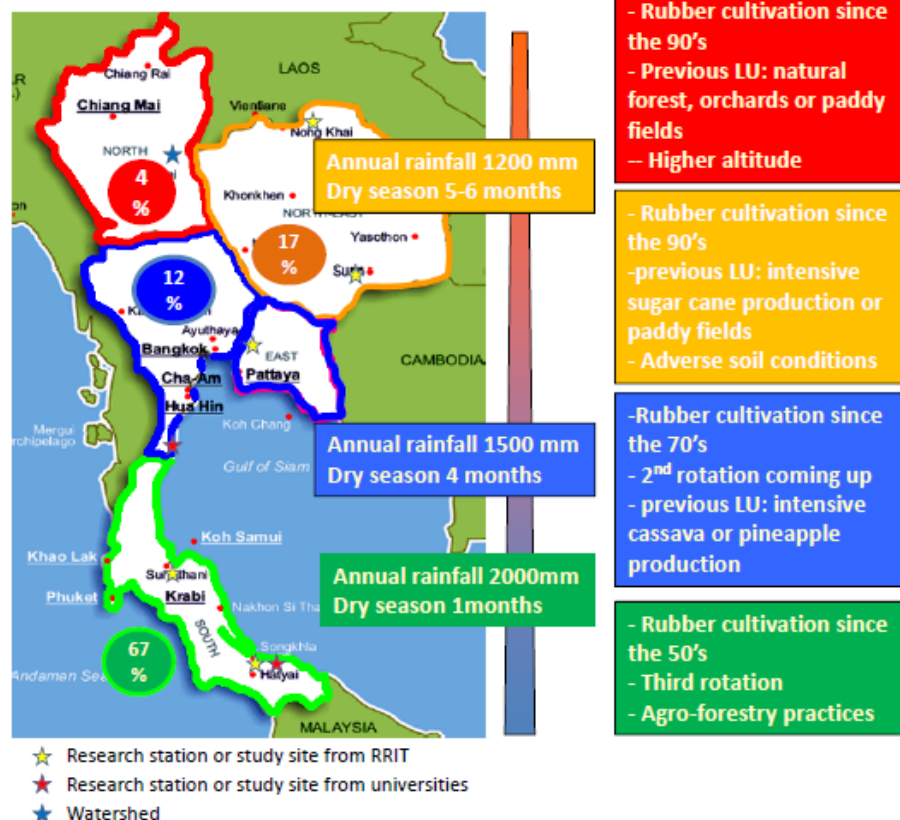 Chiang Rai
LAOS
Chiang Mai
Vientiane
Nong Khai
NORTH
4
%
Annual rainfall 1200 mm
Dry season 5-6 months
Khonkhen
Yasothon
17
%
12
%
Ayuthaya
Bangkok
EAST
Pattaya
CAMBODIA
Cha-Am
Hua Hin
Koh Chang
Mergui
Gulf of Siam
Annual rainfall 1500 mm
Dry season 4 months
Koh Samui
Khao Lak
Phuket
Krabi
Nakhon Si Tha
Annual rainfall 2000mm
Dry season 1months
SOUTH
67
%
Songkhla
Hatyai
Andaman Sea
MALAYSIA
- Rubber cultivation since
the 90's
- Previous LU: natural
forest, orchards or paddy
fields
-- Higher altitude
- Rubber cultivation since
the 90's
-previous LU: intensive
sugar cane production or
paddy fields
- Adverse soil conditions
-Rubber cultivation since
the 70's
- 2nd rotation coming up
- previous LU: intensive
cassava or pineapple
production
- Rubber cultivation since
the 50's
- Third rotation
- Agro-forestry practices
Research station or study site from RRIT
Research station or study site from universities
Watershed